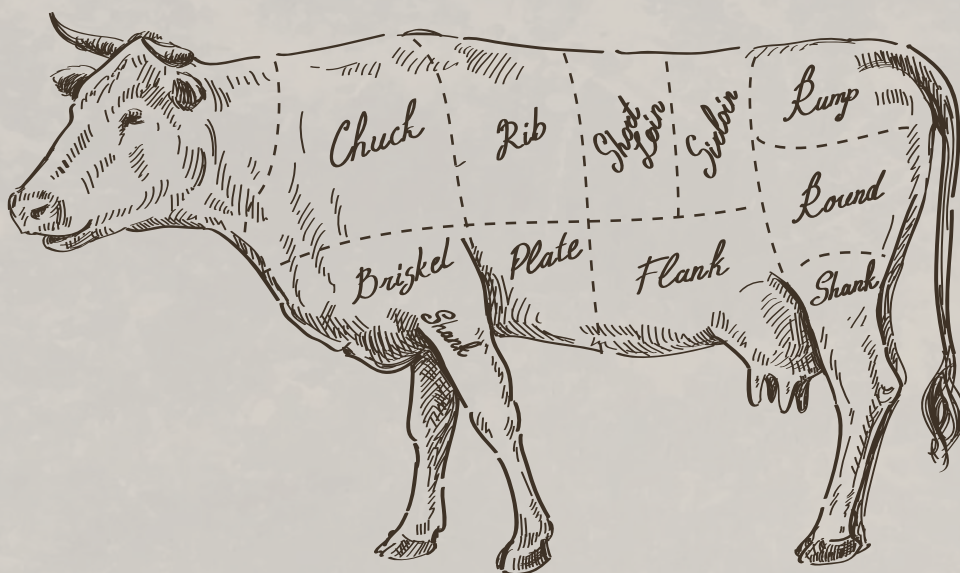 Chuck
Rib
Short
Loin
Sirloin
Rump
Round
Brisket
Plate
Flank
Shank
Shank